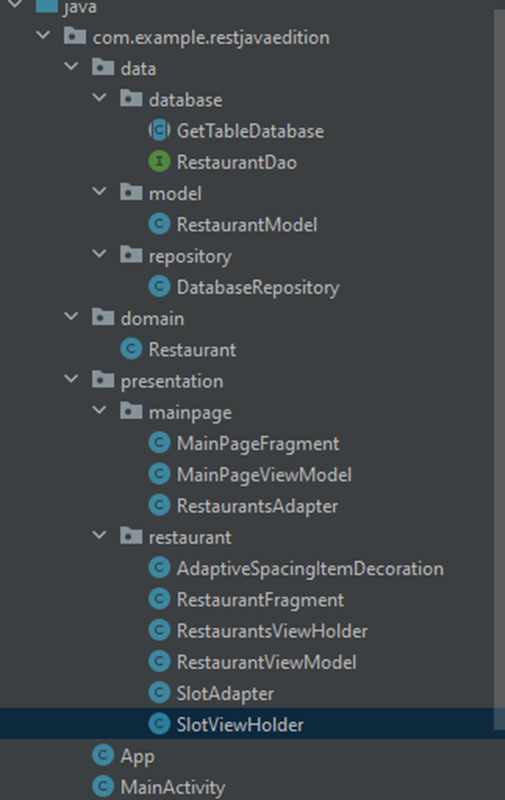 java
com.example.restjavaedition
data
database
GetTableDatabase
RestaurantDao
model
RestaurantModel
repository
DatabaseRepository
domain
Restaurant
presentation
mainpage
MainPageFragment
MainPageViewModel
RestaurantsAdapter
restaurant
AdaptiveSpacingItemDecoration
RestaurantFragment
RestaurantsViewHolder
RestaurantViewModel
SlotAdapter
SlotViewHolder
App
MainActivity